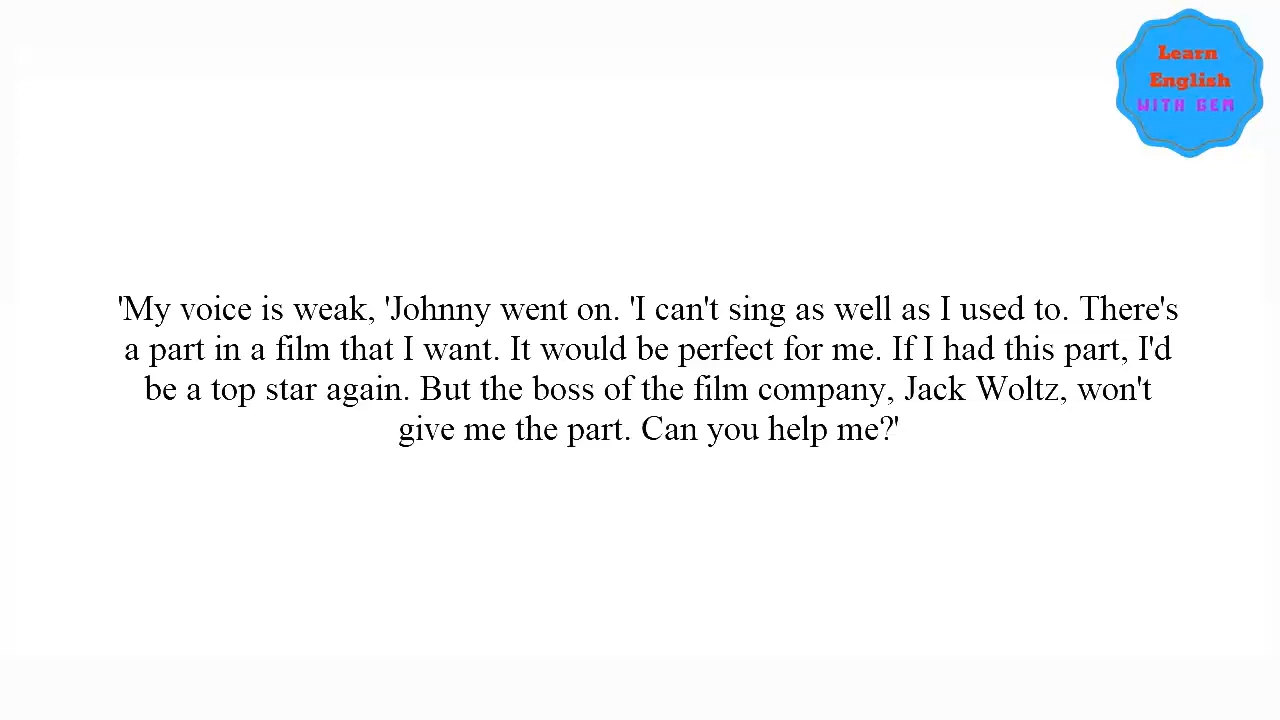 Learn
English
WITH GEM
'My voice is weak, 'Johnny went on. 'I can't sing as well as I used to. There's
a part in a film that I want. It would be perfect for me. If I had this part, I'd
be a top star again. But the boss of the film company, Jack Woltz, won't
give me the part. Can you help me?'